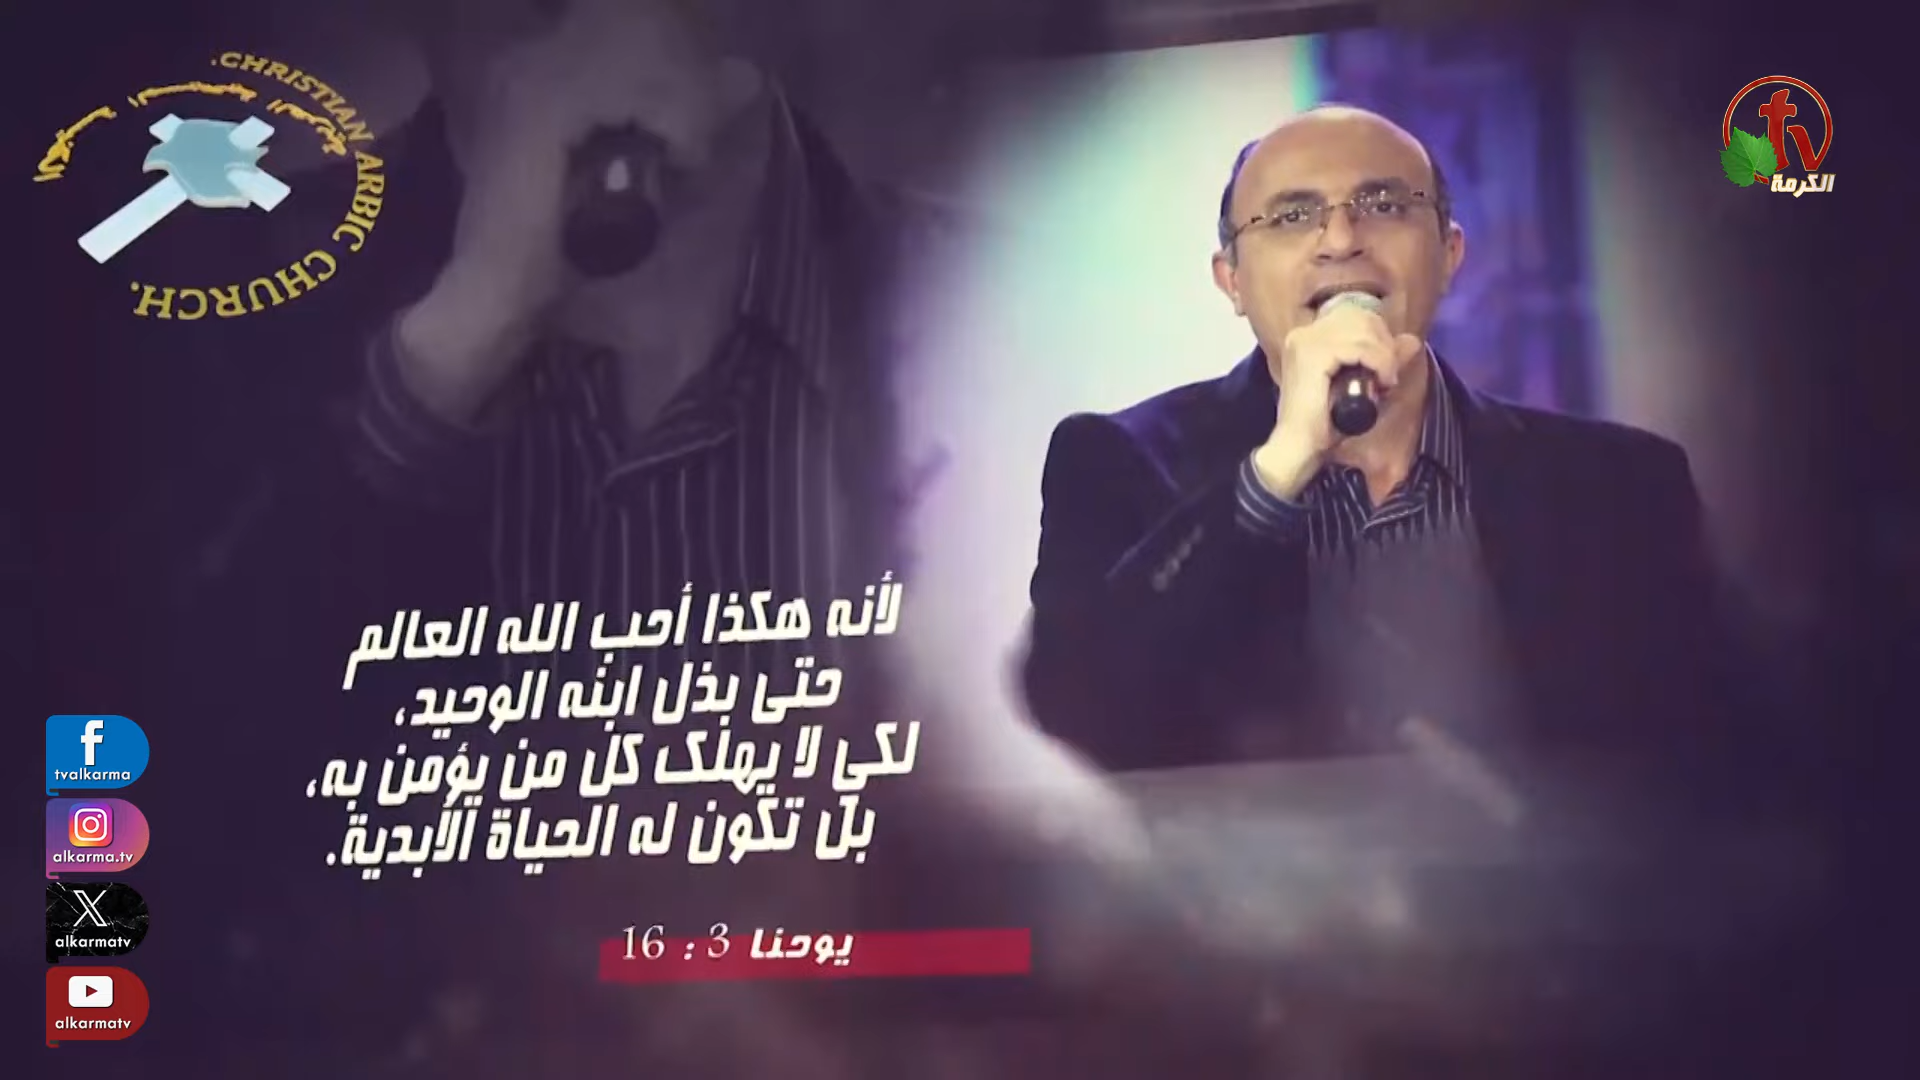 .CHRISTIAN ARBIC CHURCH.
tv
الكرمة
لأنه هكذا أحب الله العالم
حتى بذل ابنه الوحيد،
لكي لا يهلك كل من يؤمن به،
بل تكون له الحياة الأبدية.
يوحنا 3 : 16
tvalkarma
alkarma.tv
alkarmatv
alkarmatv